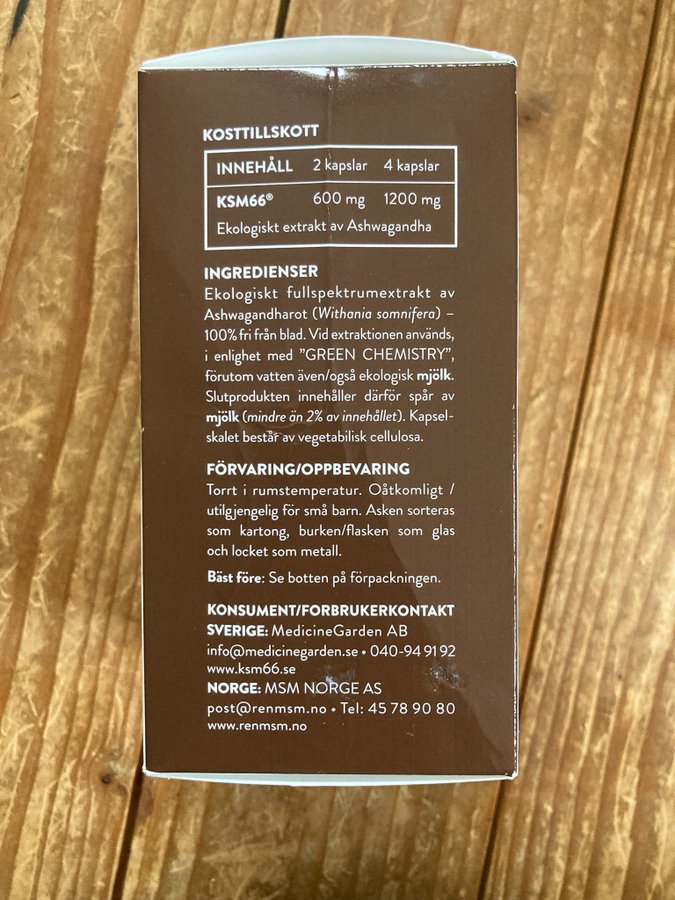 KOSTTILLSKOTT
INNEHÅLL 2 kapslar 4 kapslar
KSM66® 600 mg 1200 mg
Ekologiskt extrakt av Ashwagandha
INGREDIENSER
Ekologiskt fullspektrumextrakt av
Ashwagandharot (Withania somnifera) –
100% fri från blad. Vid extraktionen används,
i enlighet med ”GREEN CHEMISTRY”,
förutom vatten även/også ekologisk mjölk.
Slutprodukten innehåller därför spår av
mjölk (mindre än 2% av innehållet). Kapsel-
skalet består av vegetabilisk cellulosa.
FÖRVARING/OPPBEVARING
Torrt i rumstemperatur. Oåtkomligt /
utilgjengelig för små barn. Asken sorteras
som kartong, burken/flasken som glas
och locket som metall.
Bäst före: Se botten på förpackningen.
KONSUMENT/FORBRUKERKONTAKT
SVERIGE: MedicineGarden AB
info@medicinegarden.se • 040-94 91 92
www.ksm66.se
NORGE: MSM NORGE AS
post@renmsm.no • Tel: 45 78 90 80
www.renmsm.no